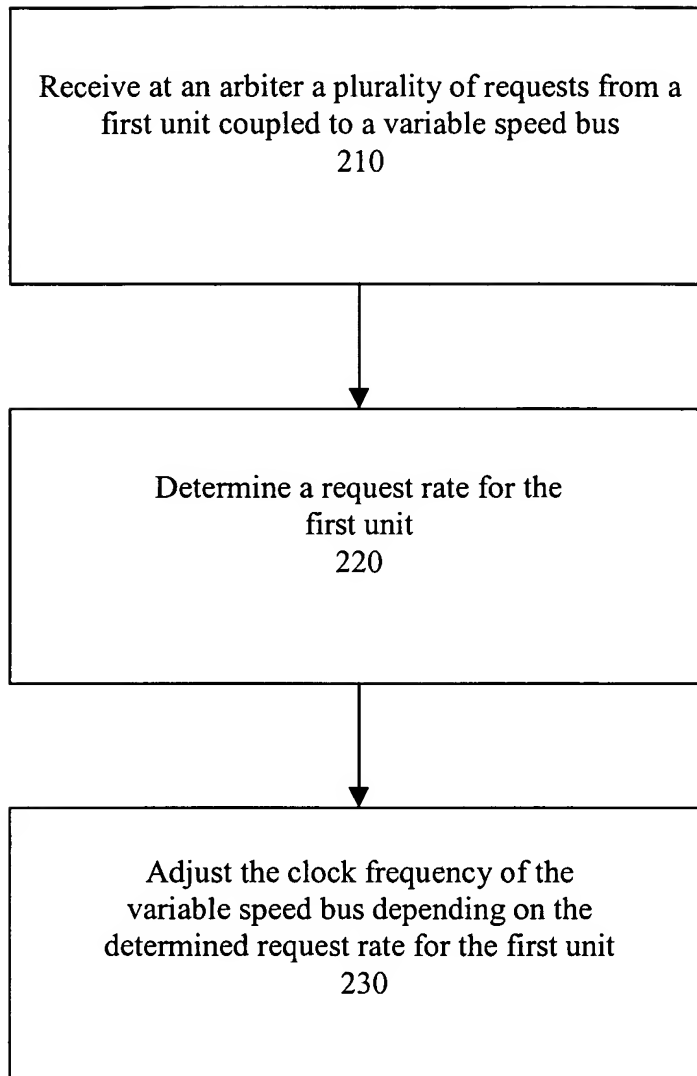 Receive at an arbiter a plurality of requests from a
first unit coupled to a variable speed bus
210
Determine a request rate for the
first unit
220
Adjust the clock frequency of the
variable speed bus depending on the
determined request rate for the first unit
230